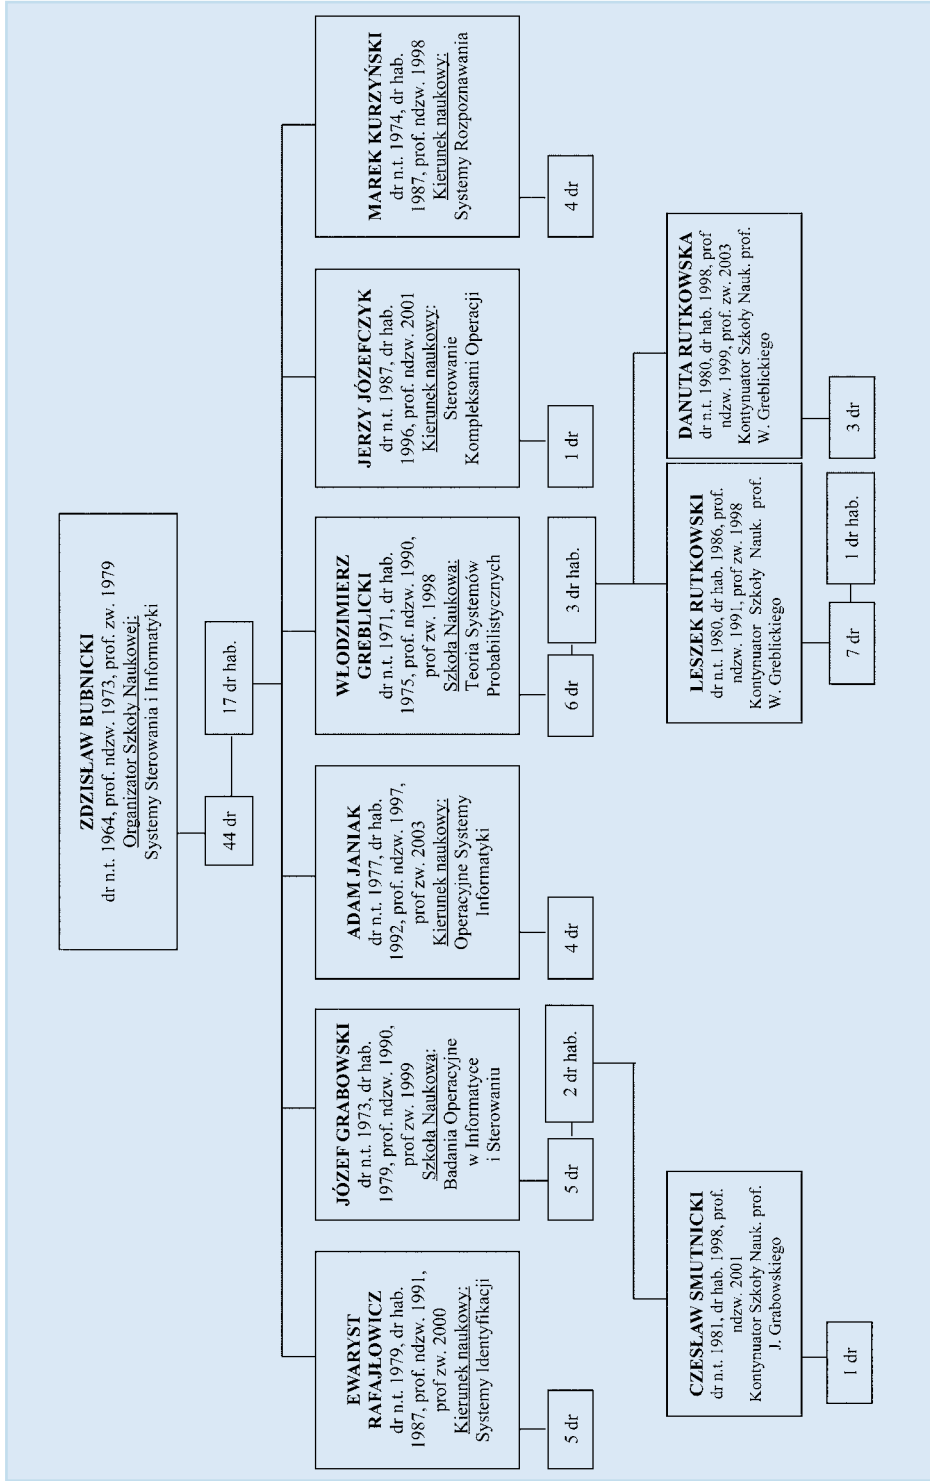 ZDZISŁAW BUBNICKI
dr n.t. 1964, prof. ndzw. 1973, prof. zw. 1979
Organizator Szkoły Naukowej:
Systemy Sterowania i Informatyki
44 dr
17 dr hab.
EWARYST
RAFAJŁOWICZ
dr n.t. 1979, dr hab.
1987, prof. ndzw. 1991,
prof zw. 2000
Kierunek naukowy:
Systemy Identyfikacji
5 dr
JÓZEF GRABOWSKI
dr n.t. 1973, dr hab.
1979, prof. ndzw. 1990,
prof zw. 1999
Szkoła Naukowa:
Badania Operacyjne
w Informatyce
i Sterowaniu
5 dr
2 dr hab.
ADAM JANIAK
dr n.t. 1977, dr hab.
1992, prof. ndzw. 1997,
prof zw. 2003
Kierunek naukowy:
Operacyjne Systemy
Informatyki
4 dr
WŁODZIMIERZ
GREBLICKI
dr n.t. 1971, dr hab.
1975, prof. ndzw. 1990,
prof zw. 1998
Szkoła Naukowa:
Teoria Systemów
Probabilistycznych
6 dr
3 dr hab.
JERZY JÓZEFCZYK
dr n.t. 1987, dr hab.
1996, prof. ndzw. 2001
Kierunek naukowy:
Sterowanie
Kompleksami Operacji
1 dr
MAREK KURZYŃSKI
dr n.t. 1974, dr hab.
1987, prof. ndzw. 1998
Kierunek naukowy:
Systemy Rozpoznawania
4 dr
CZESŁAW SMUTNICKI
dr n.t. 1981, dr hab. 1998, prof.
ndzw. 2001
Kontynuator Szkoły Nauk. prof.
J. Grabowskiego
1 dr
LESZEK RUTKOWSKI
dr n.t. 1980, dr hab. 1986, prof.
ndzw. 1991, prof zw. 1998
Kontynuator Szkoły Nauk. prof.
W. Greblickiego
7 dr
1 dr hab.
DANUTA RUTKOWSKA
dr n.t. 1980, dr hab. 1998, prof
ndzw. 1999, prof. zw. 2003
Kontynuator Szkoły Nauk. prof.
W. Greblickiego
3 dr